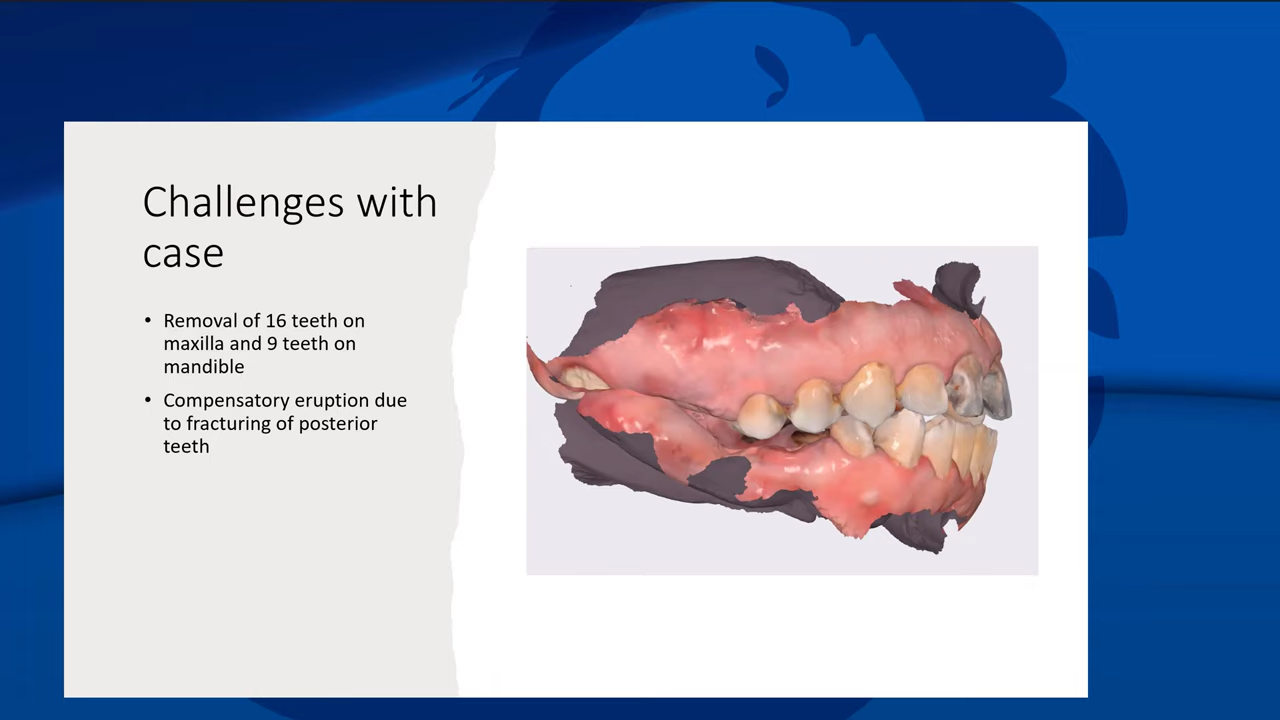 Challenges with
case
• Removal of 16 teeth on
maxilla and 9 teeth on
mandible
• Compensatory eruption due
to fracturing of posterior
teeth